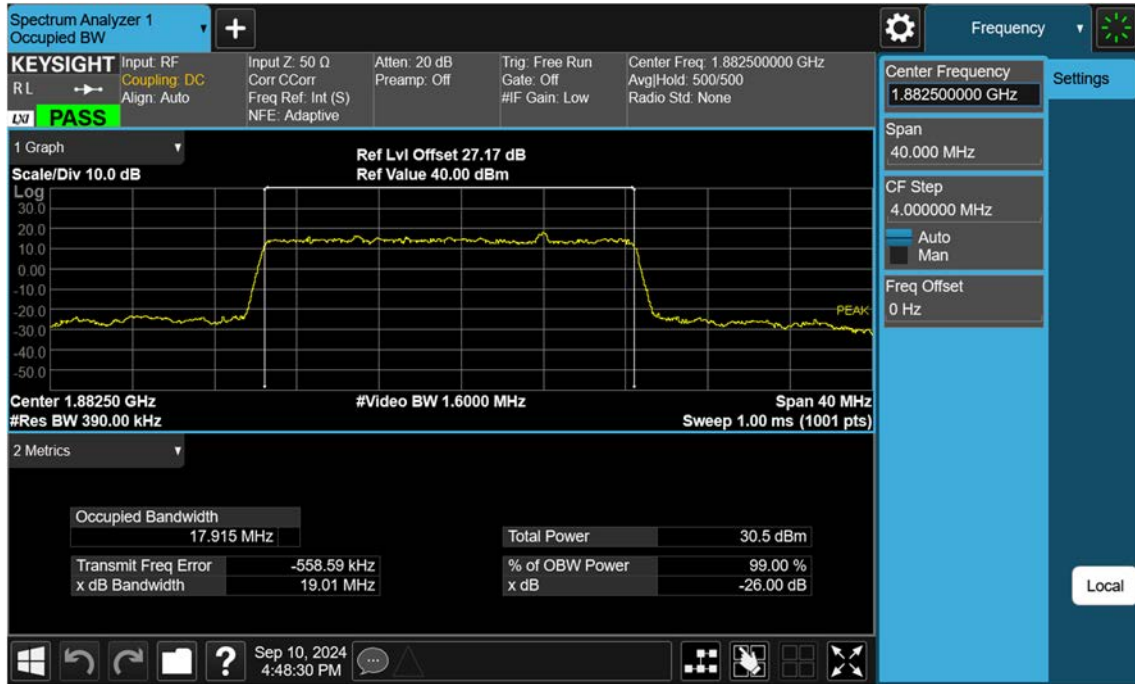 Spectrum Analyzer 1
Occupied BW
Frequency
KEYSIGHT
R L
LXI
PASS
Input: RF
Coupling: DC
Align: Auto
Input Z: 50 Ω
Corr CCorr
Freq Ref: Int (S)
NFE: Adaptive
Atten: 20 dB
Preamp: Off
Trig: Free Run
Gate: Off
#IF Gain: Low
Center Freq: 1.882500000 GHz
Avg|Hold: 500/500
Radio Std: None
Center Frequency
1.882500000 GHz
Settings
Span
40.000 MHz
CF Step
4.000000 MHz
Auto
Man
Freq Offset
0 Hz
Local
1 Graph
Scale/Div 10.0 dB
Ref Lvl Offset 27.17 dB
Ref Value 40.00 dBm
Log
30.0
20.0
10.0
0.00
-10.0
-20.0
-30.0
-40.0
-50.0
PEAK
Center 1.88250 GHz
#Video BW 1.6000 MHz
Span 40 MHz
#Res BW 390.00 kHz
Sweep 1.00 ms (1001 pts)
2 Metrics
Occupied Bandwidth
17.915 MHz
Total Power 30.5 dBm
Transmit Freq Error -558.59 kHz
% of OBW Power 99.00 %
x dB Bandwidth 19.01 MHz
x dB -26.00 dB
?
Sep 10, 2024
4:48:30 PM